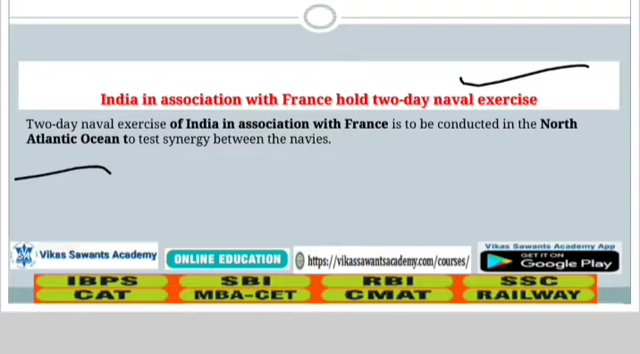 India in association with France hold two-day naval exercise
Two-day naval exercise of India in association with France is to be conducted in the North
Atlantic Ocean to test synergy between the navies.
Vikas Sawants Academy
ONLINE EDUCATION
https://vikassawantsacademy.com/courses/
Vikas Sawants Academy App
GET IT ON
Google Play
IBPS SBI RBI SSC
CAT MBA-CET CMAT RAILWAY